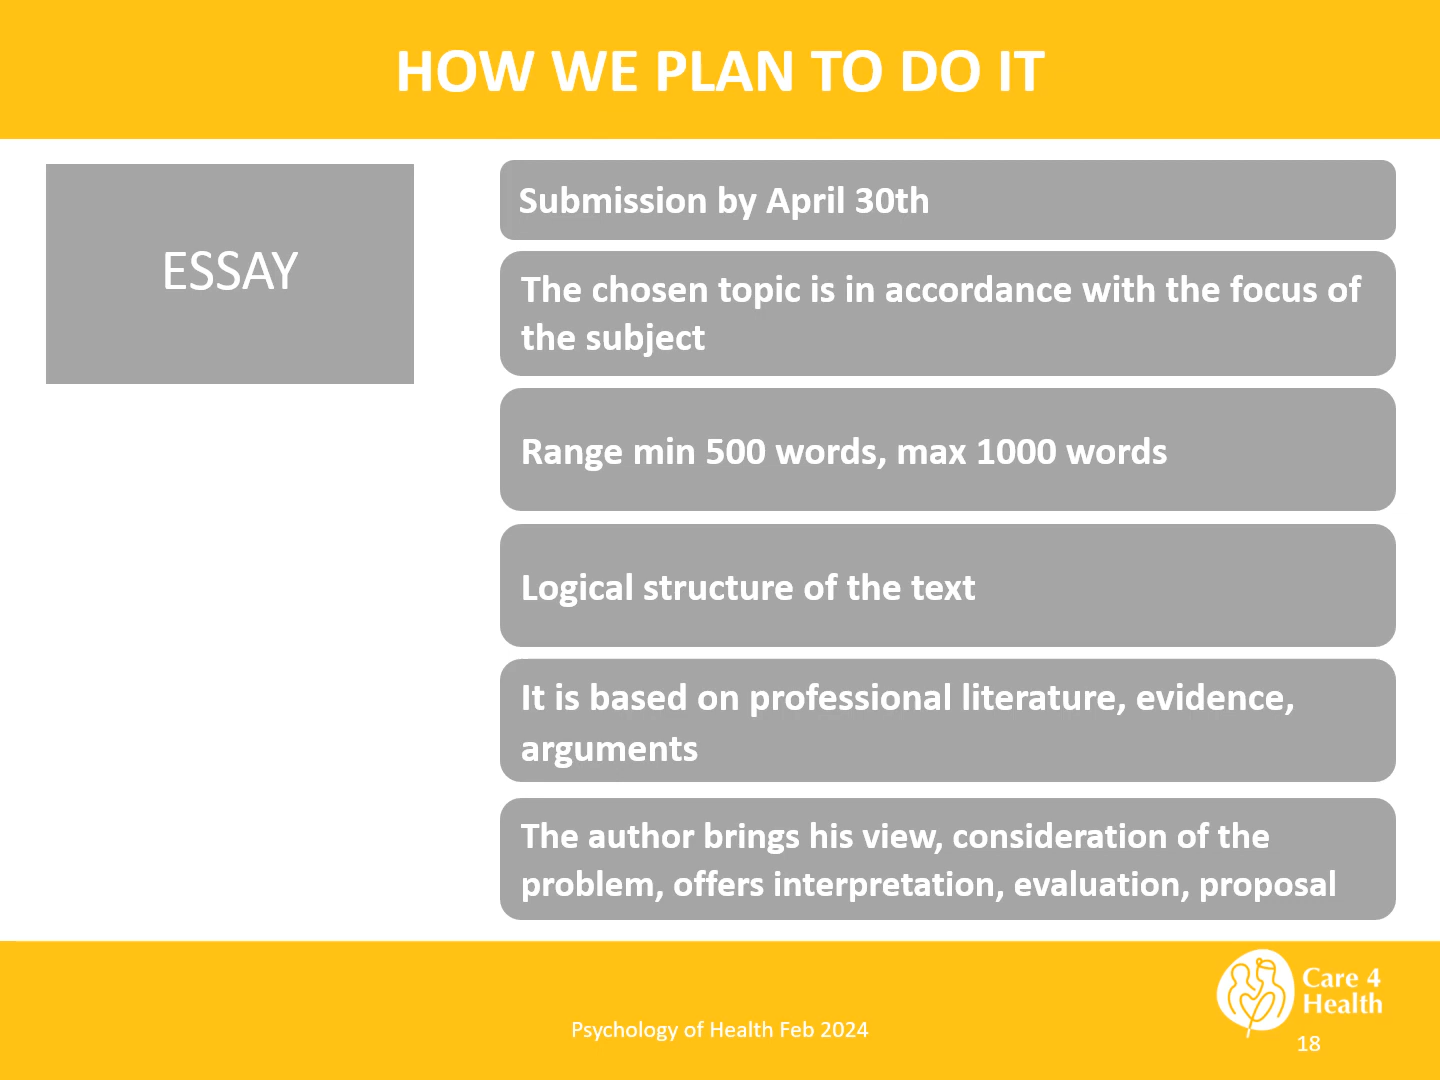 HOW WE PLAN TO DO IT
ESSAY
Submission by April 30th
The chosen topic is in accordance with the focus of
the subject
Range min 500 words, max 1000 words
Logical structure of the text
It is based on professional literature, evidence,
arguments
The author brings his view, consideration of the
problem, offers interpretation, evaluation, proposal
Care 4
Health
Psychology of Health Feb 2024
18